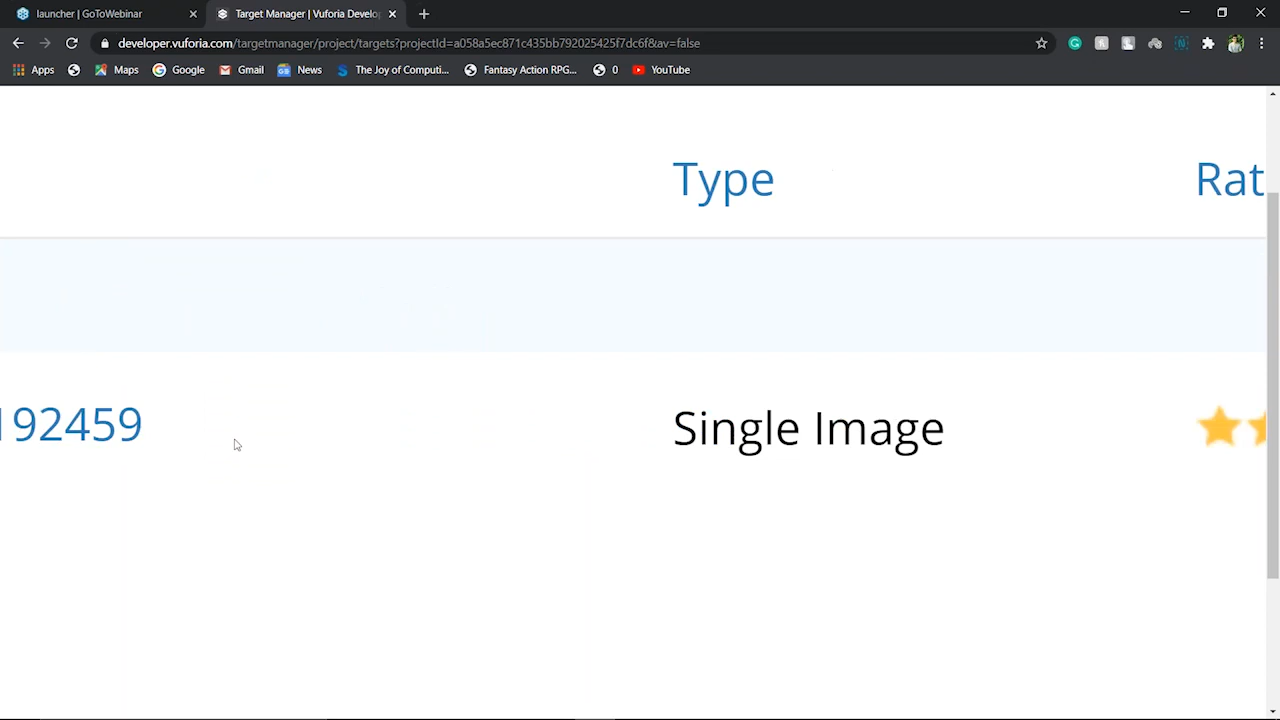 launcher | GoToWebinar
Target Manager | Vuforia Develo
developer.vuforia.com/targetmanager/project/targets?projectId=a058a5ec871c435bb792025425f7dc6f&av=false
Apps Maps Google Gmail News The Joy of Computi... Fantasy Action RPG... 0 YouTube
Type Rat
192459 Single Image